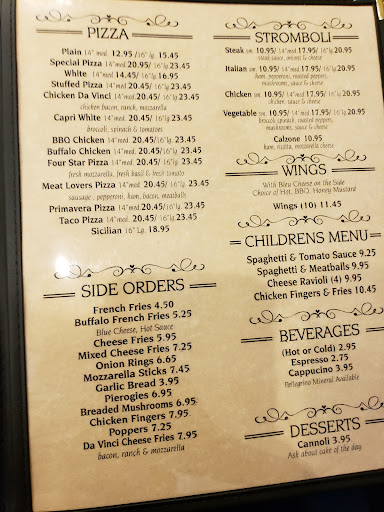 PIZZA
Plain 14" med. 12.95 /16" lg. 15.45
Special Pizza 14"med 20.95/ 16"lg 23.45
White 14"med 14.45/ 16"lg 16.95
Stuffed Pizza 14"med 20.45/ 16"lg 23.45
Chicken Da Vinci 14"med 20.45/ 16"lg 23.45
chicken bacon, ranch, mozzarella
Capri White 14"med 20.45/ 16"lg 23.45
broccoli, spinach & tomatoes
BBQ Chicken 14"med 20.45/ 16"lg 23.45
Buffalo Chicken 14"med 20.45/ 16"lg 23.45
Four Star Pizza 14"med 20.45/ 16"lg 23.45
fresh mozzarella, fresh basil & fresh tomato
Meat Lovers Pizza 14"med 20.45/ 16"lg 23.45
sausage, pepperoni, ham, bacon, meatballs
Primavera Pizza 14"med 20.45/ 16"lg 23.45
Taco Pizza 14"med 20.45/ 16"lg 23.45
Sicilian 16" Lg. 18.95
SIDE ORDERS
French Fries 4.50
Buffalo French Fries 5.25
Blue Cheese, Hot Sauce
Cheese Fries 5.95
Mixed Cheese Fries 7.25
Onion Rings 6.65
Mozzarella Sticks 7.45
Garlic Bread 3.95
Pierogies 6.95
Breaded Mushrooms 6.95
Chicken Fingers 7.95
Poppers 7.25
Da Vinci Cheese Fries 7.95
bacon, ranch & mozzarella
STROMBOLI
Steak sm 10.95/ 14"med 17.95/ 16"lg 20.95
steak sauce, onions & cheese
Italian sm 10.95/ 14"med 17.95/ 16"lg 20.95
ham, peperoni, roasted peppers,
mushrooms, sauce & cheese
Chicken sm 10.95/ 14"med 17.95/ 16"lg 20.95
chicken, sauce & cheese
Vegetable sm 10.95/ 14"med 17.95/ 16"lg 20.95
broccoli, spinach, roasted peppers,
mushrooms, sauce & cheese
Calzone 10.95
ham, ricotta, mozzarella cheese
WINGS
With Bleu Cheese on the Side
Choice of Hot, BBQ, Honey Mustard
Wings (10) 11.45
CHILDRENS MENU
Spaghetti & Tomato Sauce 9.25
Spaghetti & Meatballs 9.95
Cheese Ravioli (4) 9.95
Chicken Fingers & Fries 10.45
BEVERAGES
(Hot or Cold) 2.95
Espresso 2.75
Cappucino 3.95
Pellegrino Mineral Available
DESSERTS
Cannoli 3.95
Ask about cake of the day